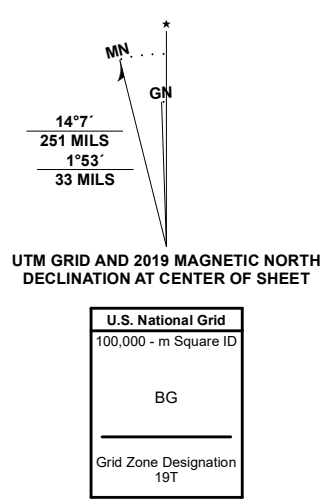 ★
MN
GN
14°7´
251 MILS
1°53´
33 MILS
UTM GRID AND 2019 MAGNETIC NORTH
DECLINATION AT CENTER OF SHEET
U.S. National Grid
100,000 - m Square ID
BG
Grid Zone Designation
19T